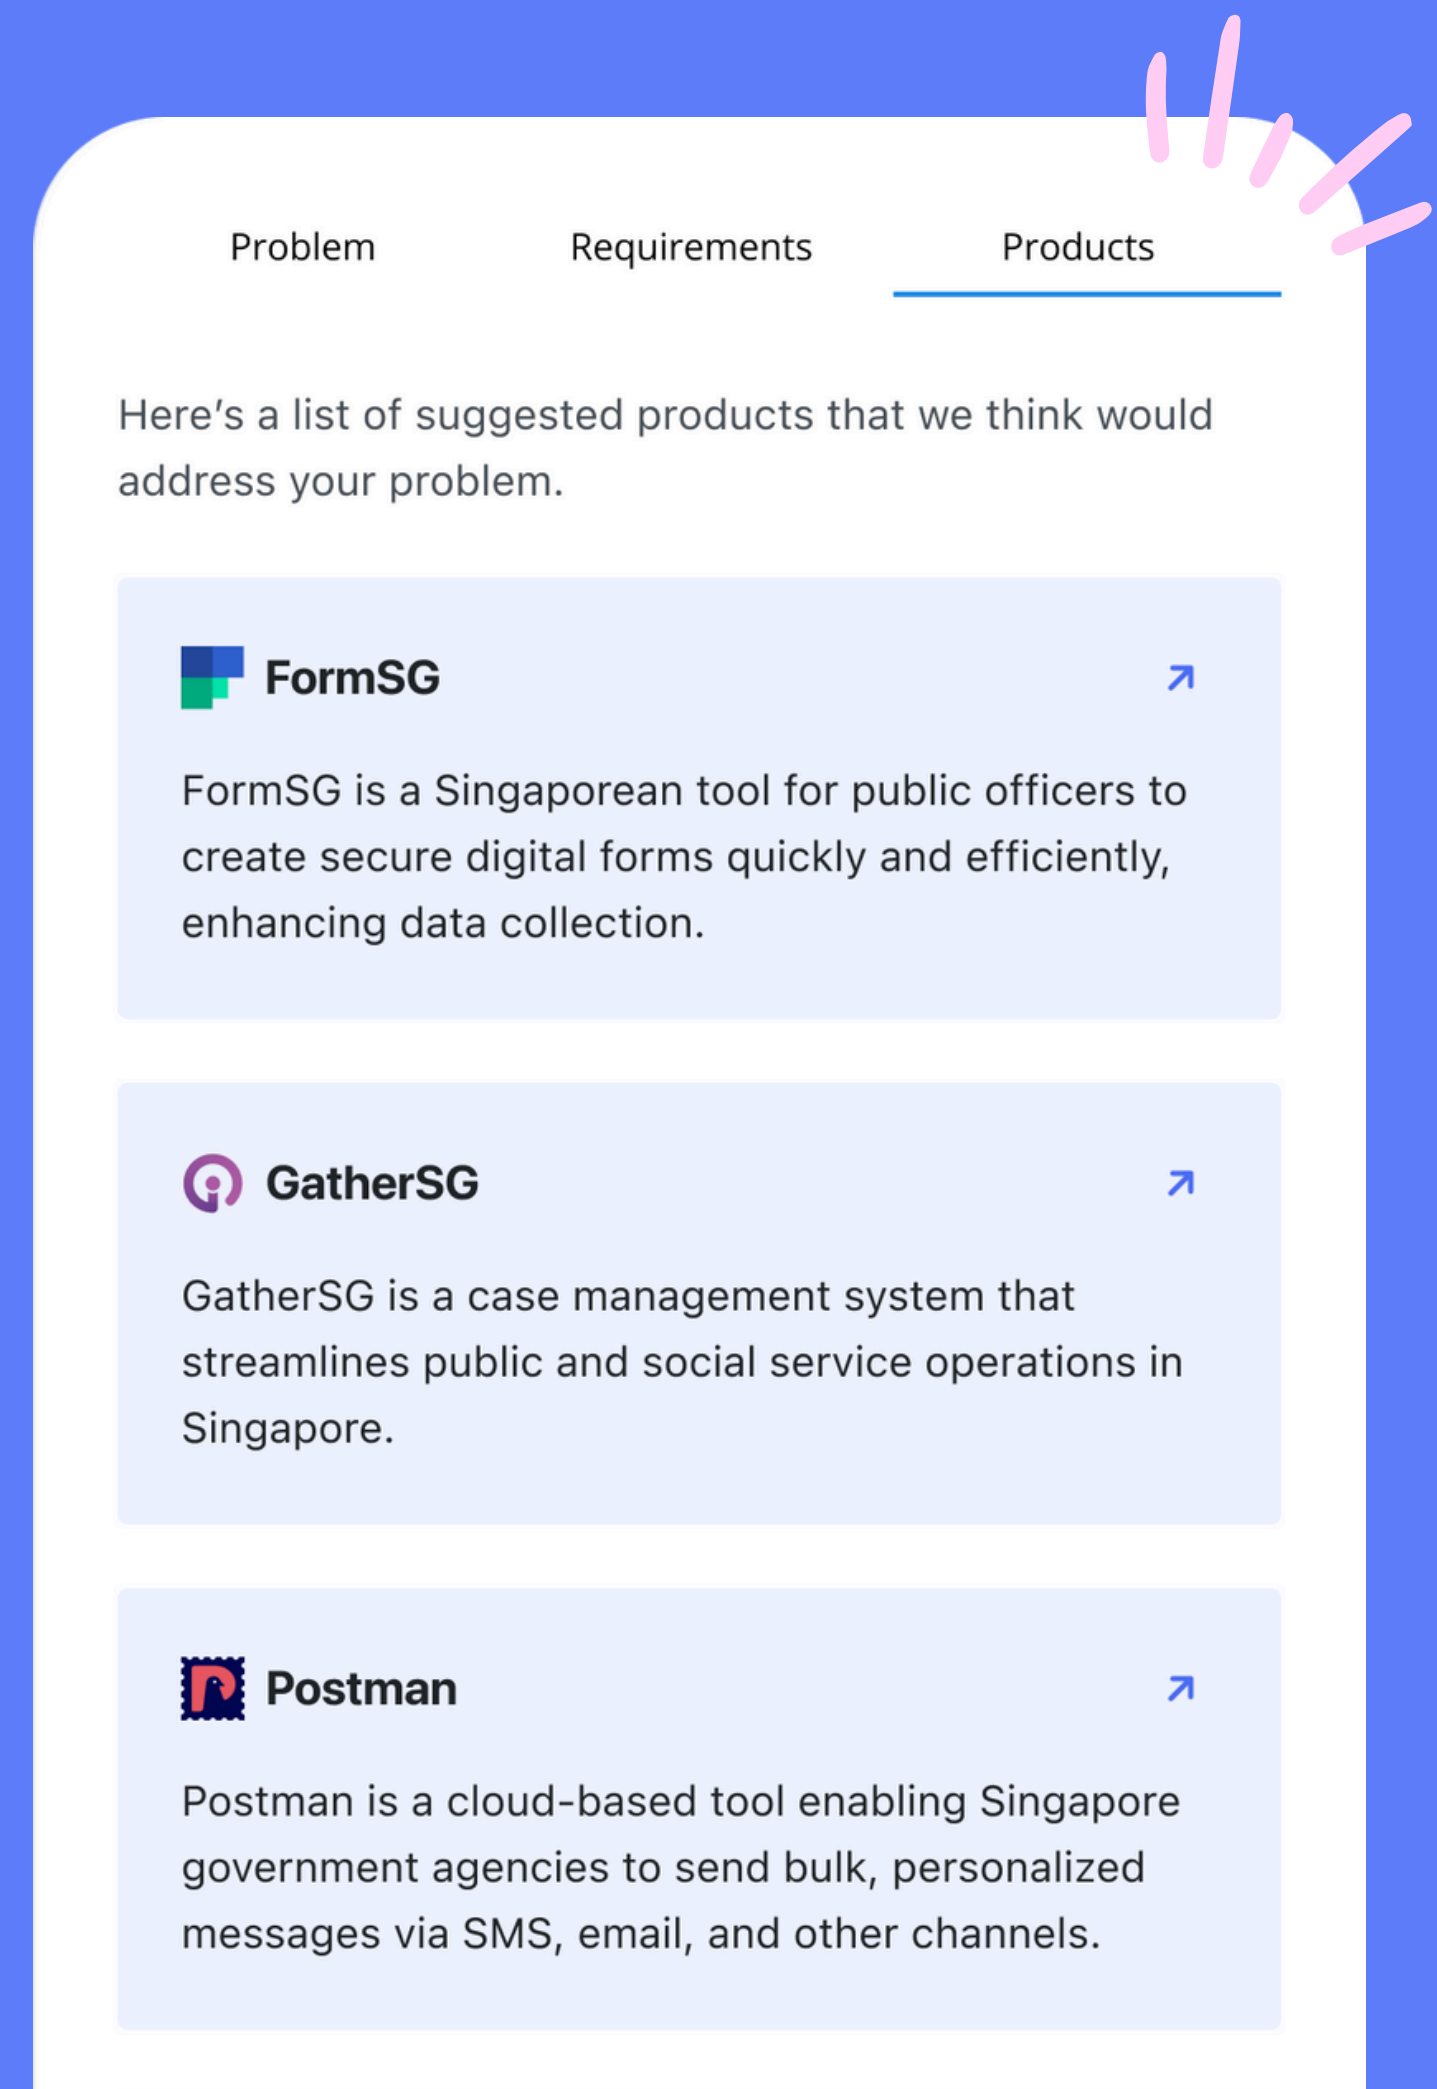 Problem
Requirements
Products
Here’s a list of suggested products that we think would
address your problem.
FormSG
FormSG is a Singaporean tool for public officers to
create secure digital forms quickly and efficiently,
enhancing data collection.
GatherSG
GatherSG is a case management system that
streamlines public and social service operations in
Singapore.
Postman
Postman is a cloud-based tool enabling Singapore
government agencies to send bulk, personalized
messages via SMS, email, and other channels.